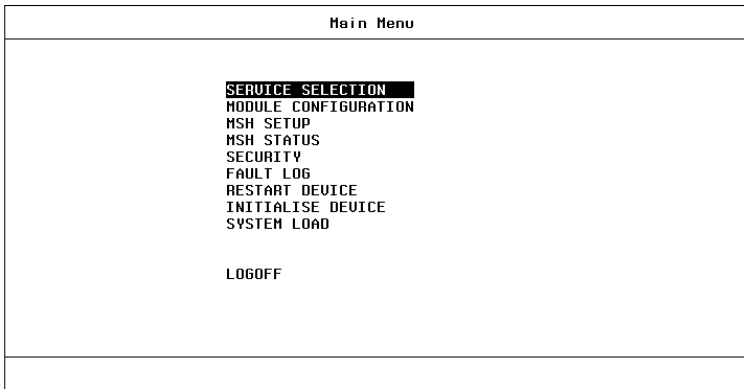 Main Menu
SERVICE SELECTION
MODULE CONFIGURATION
MSH SETUP
MSH STATUS
SECURITY
FAULT LOG
RESTART DEVICE
INITIALISE DEVICE
SYSTEM LOAD
LOGOFF